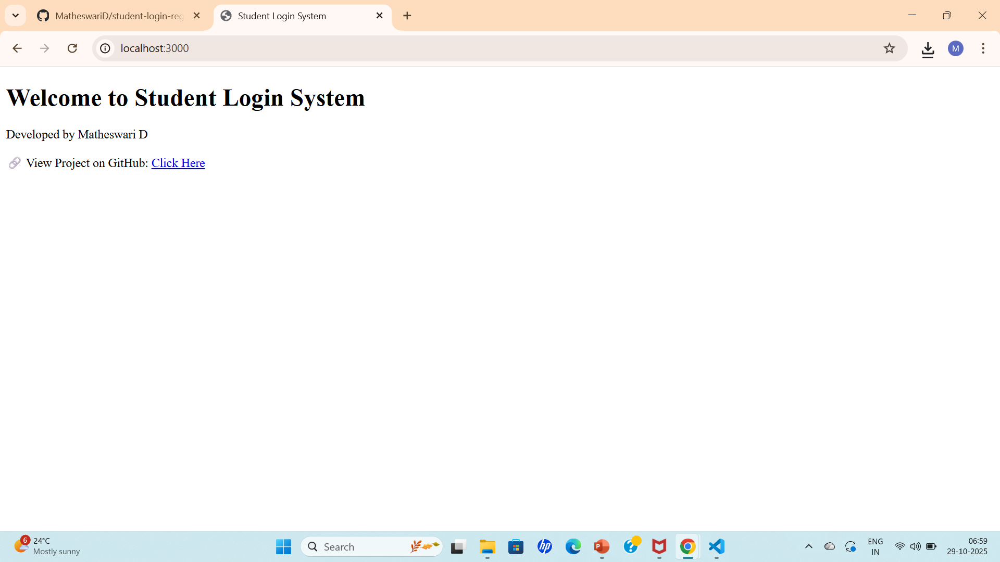 MatheswariD/student-login-reg
Student Login System
localhost:3000
M
Welcome to Student Login System
Developed by Matheswari D
🔗 View Project on GitHub: Click Here
6
24°C
Mostly sunny
Search
hp
P
?
ENG
IN
06:59
29-10-2025